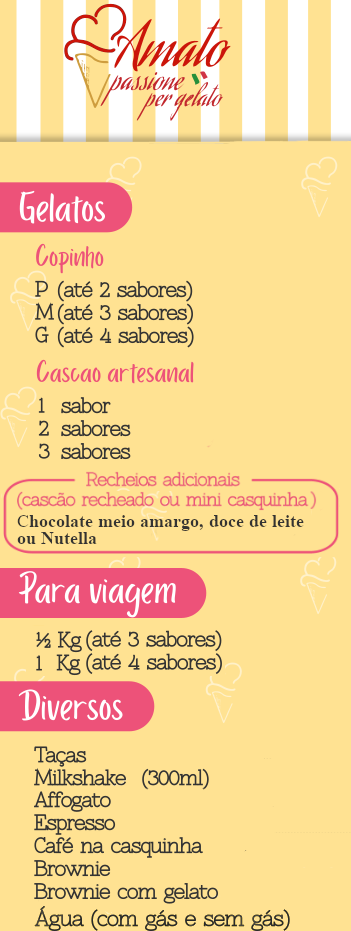 Amato
passione
per gelato
Gelatos
Copinho
P (até 2 sabores)
M (até 3 sabores)
G (até 4 sabores)
Cascao artesanal
1 sabor
2 sabores
3 sabores
Recheios adicionais
(cascão recheado ou mini casquinha)
Chocolate meio amargo, doce de leite
ou Nutella
Para viagem
½ Kg (até 3 sabores)
1 Kg (até 4 sabores)
Diversos
Taças
Milkshake (300ml)
Affogato
Espresso
Café na casquinha
Brownie
Brownie com gelato
Água (com gás e sem gás)